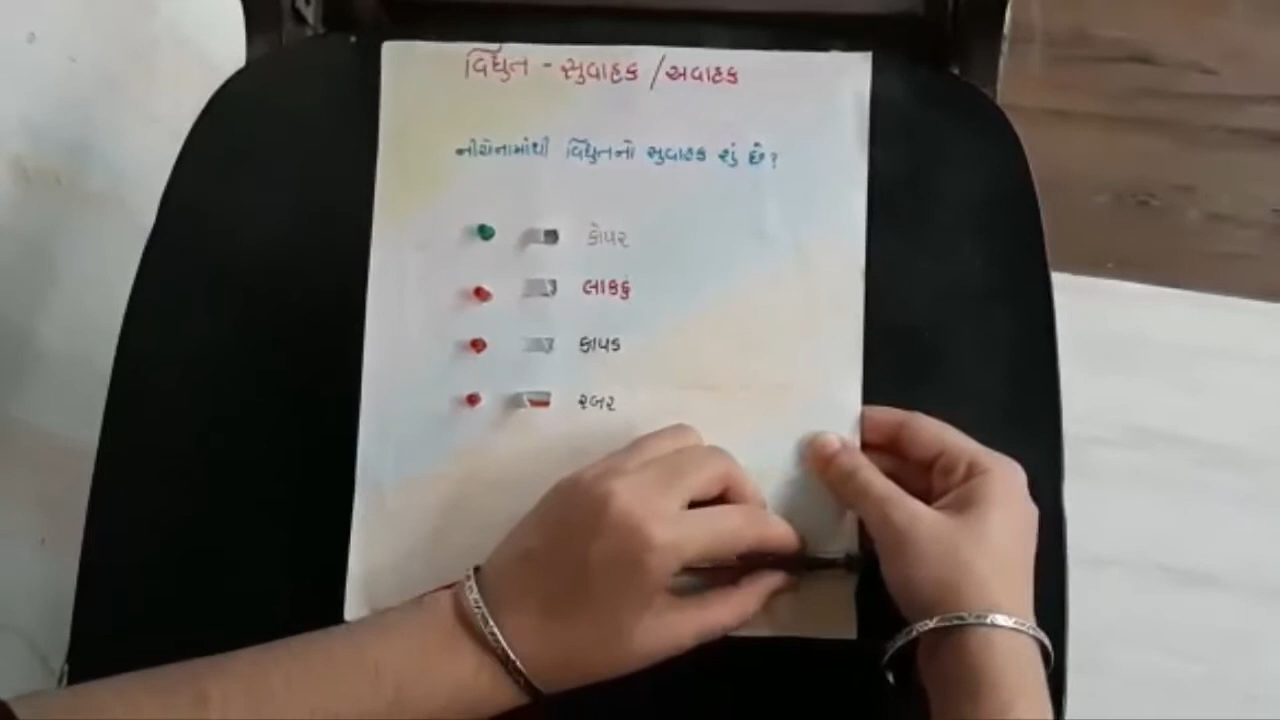 વિદ્યુત - સુવાહક / અવાહક
નીચેનામાંથી વિદ્યુતનો સુવાહક શું છે?
કોપર
લાકડું
કાપડ
રબર